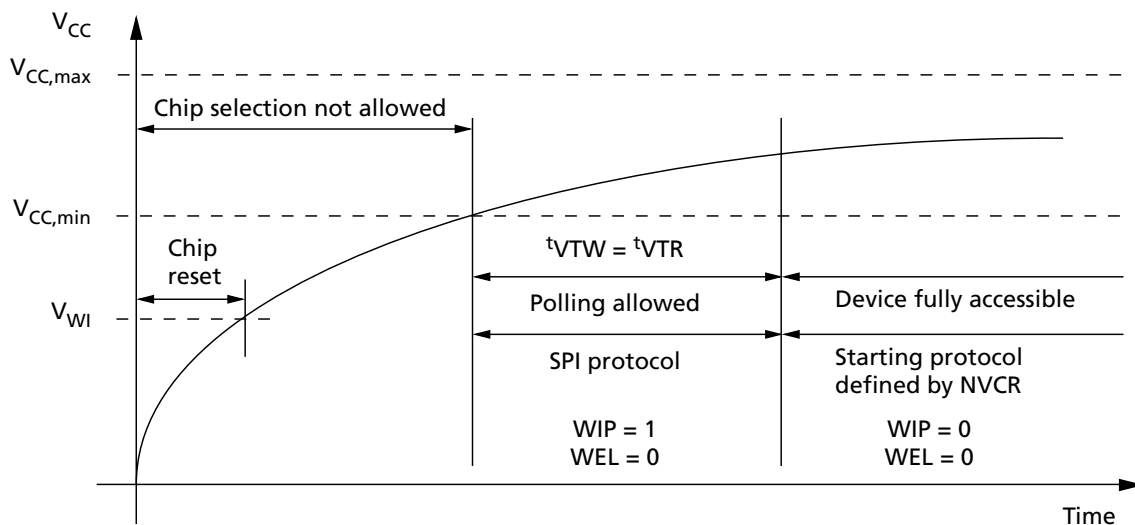 VCC
VCC,max
Chip selection not allowed
VCC,min
Chip
reset
tVTW = tVTR
VWI
Polling allowed
Device fully accessible
SPI protocol
Starting protocol
defined by NVCR
WIP = 1
WEL = 0
WIP = 0
WEL = 0
Time